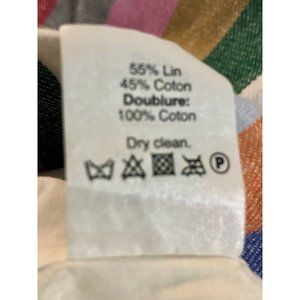 55% Lin
45% Coton
Doublure:
100% Coton
Dry clean.
P